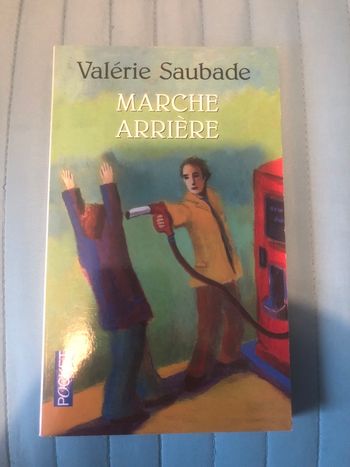 Valérie Saubade
MARCHE
ARRIÈRE
POCKET